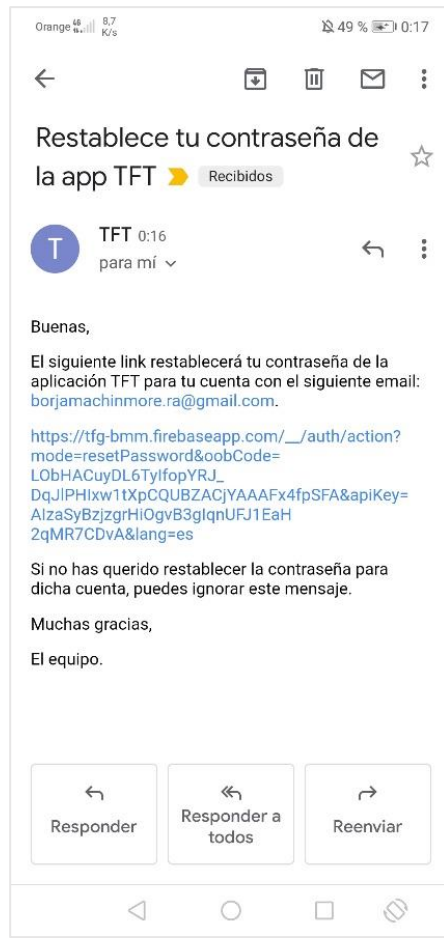 Orange 8,7 K/s 49 % 0:17
Restablece tu contraseña de
la app TFT Recibidos
T
TFT 0:16
para mí
Buenas,
El siguiente link restablecerá tu contraseña de la
aplicación TFT para tu cuenta con el siguiente email:
borjamachinmore.ra@gmail.com.
https://tfg-bmm.firebaseapp.com/__/auth/action?
mode=resetPassword&oobCode=
LObHACuyDL6TyIfopYRJ_
DqJlPHIxw1tXpCQUBZACjYAAAFx4fpSFA&apiKey=
AIzaSyBzjzgrHiOgvB3gIqnUFJ1EaH
2qMR7CDvA&lang=es
Si no has querido restablecer la contraseña para
dicha cuenta, puedes ignorar este mensaje.
Muchas gracias,
El equipo.
Responder
Responder a
todos
Reenviar